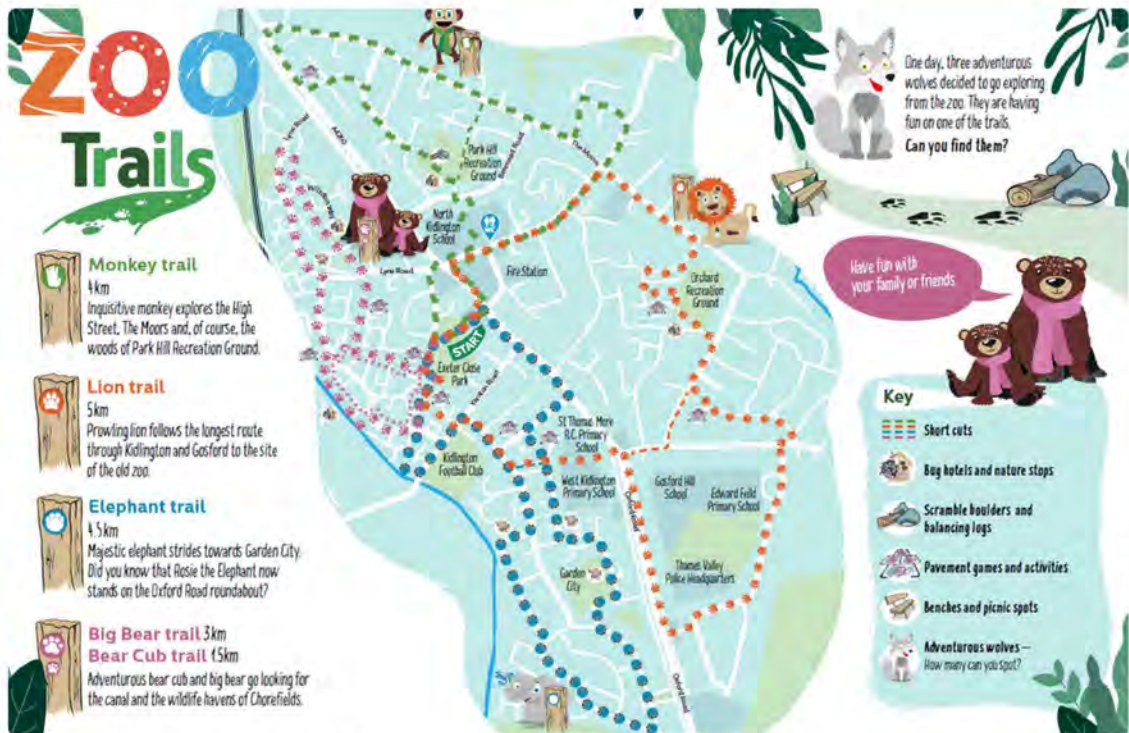 ZOO
Trails
Monkey trail
4km
Inquisitive monkey explores the High
Street, The Moors and, of course, the
woods of Park Hill Recreation Ground.
Lion trail
5km
Prowling lion follows the longest route
through Kidlington and Gosford to the site
of the old zoo.
Elephant trail
4.5km
Majestic elephant strides towards Garden City.
Did you know that Rosie the Elephant now
stands on the Oxford Road roundabout?
Big Bear trail 3km
Bear Cub trail 1.5km
Adventurous bear cub and big bear go looking for
the canal and the wildlife havens of Chorefields.
Lyne Road
A4260
The Moors
Park Hill
Recreation
Ground
North
Kidlington
School
Lyne Road
Fire Station
START
Exeter Close
Park
Orchard
Recreation
Ground
St Thomas More
R.C. Primary
School
Kidlington
Football Club
West Kidlington
Primary School
Oxford Road
Gosford Hill
School
Edward Feild
Primary School
Thames Valley
Police Headquarters
Garden
City
Oxford Road
One day, three adventurous
wolves decided to go exploring
from the zoo. They are having
fun on one of the trails.
Can you find them?
Have fun with
your family or friends
Key
Short cuts
Bug hotels and nature stops
Scramble boulders and
balancing logs
Pavement games and activities
Benches and picnic spots
Adventurous wolves –
How many can you spot?